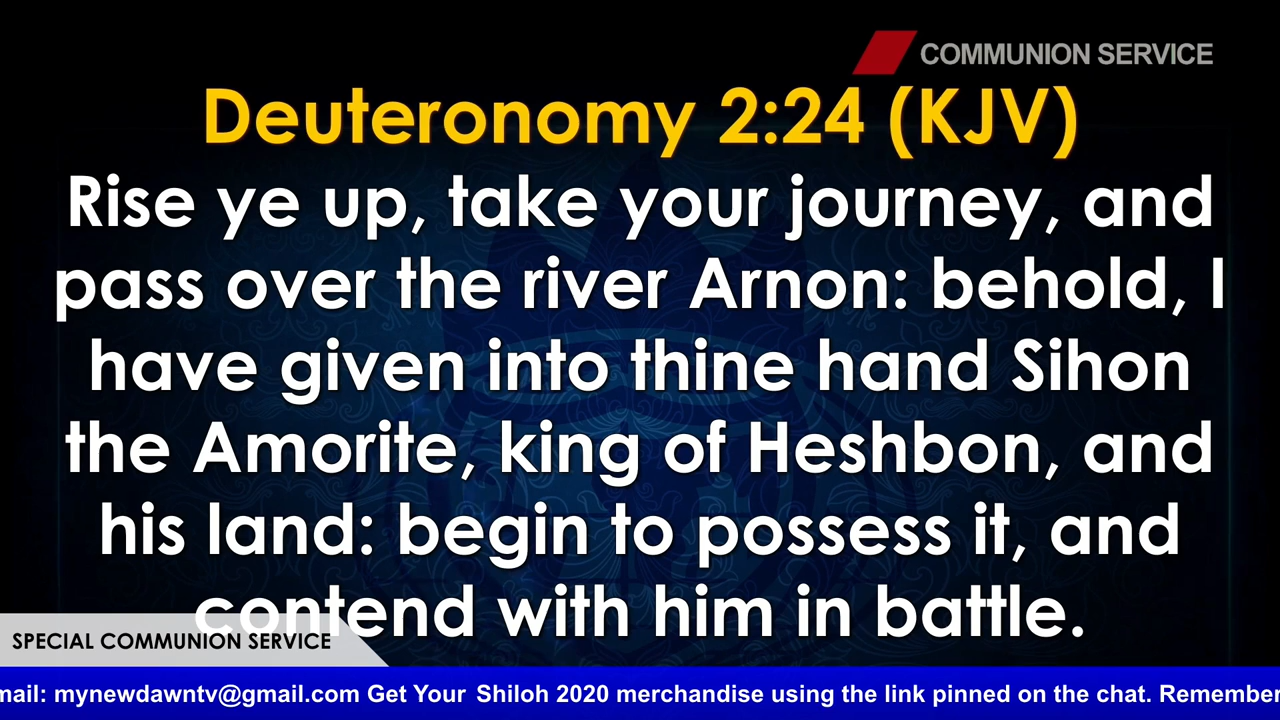 COMMUNION SERVICE
Deuteronomy 2:24 (KJV)
Rise ye up, take your journey, and
pass over the river Arnon: behold, I
have given into thine hand Sihon
the Amorite, king of Heshbon, and
his land: begin to possess it, and
contend with him in battle.
SPECIAL COMMUNION SERVICE
mail: mynewdawntv@gmail.com Get Your Shiloh 2020 merchandise using the link pinned on the chat. Remember